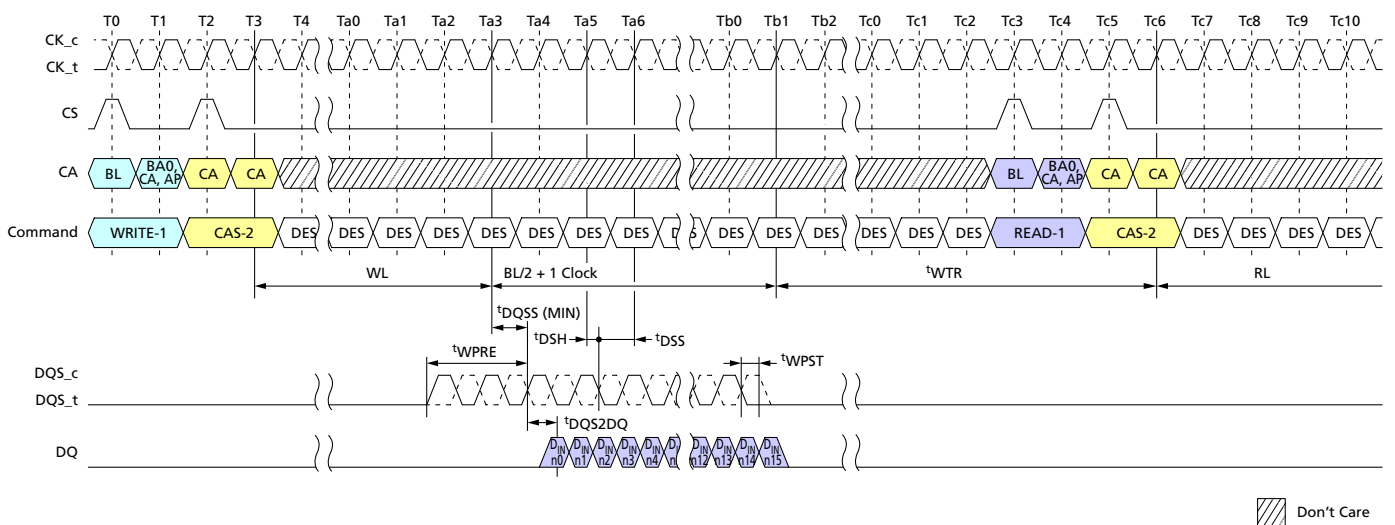 T0 T1 T2 T3 T4 Ta0 Ta1 Ta2 Ta3 Ta4 Ta5 Ta6 Tb0 Tb1 Tb2 Tc0 Tc1 Tc2 Tc3 Tc4 Tc5 Tc6 Tc7 Tc8 Tc9 Tc10
CK_c
CK_t
CS
CA BL BA0, CA, AP CA CA BL BA0, CA, AP CA CA
Command WRITE-1 CAS-2 DES DES DES DES DES DES DES DES DES DES DES DES DES DES DES READ-1 CAS-2 DES DES DES DES
WL BL/2 + 1 Clock tWTR RL
tDQSS (MIN)
tDSH tDSS
tWPRE tWPST
DQS_c
DQS_t
tDQS2DQ
DQ DIN n0 DIN n1 DIN n2 DIN n3 DIN n4 DIN n12 DIN n13 DIN n14 DIN n15
Don't Care